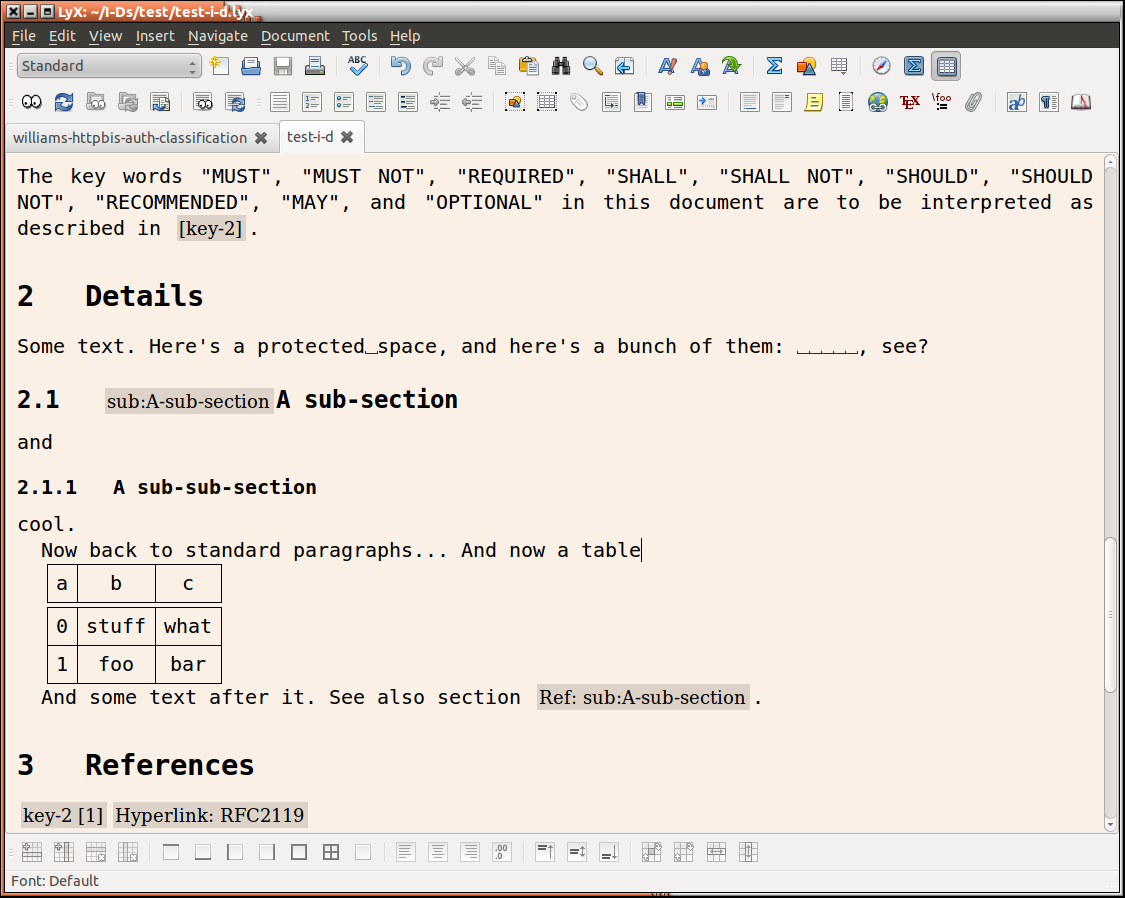 LyX: ~/I-Ds/test/test-i-d.lyx
File Edit View Insert Navigate Document Tools Help
Standard
ABC
TEX \foo
ab
williams-httpbis-auth-classification test-i-d
The key words "MUST", "MUST NOT", "REQUIRED", "SHALL", "SHALL NOT", "SHOULD", "SHOULD
NOT", "RECOMMENDED", "MAY", and "OPTIONAL" in this document are to be interpreted as
described in [key-2].
2 Details
Some text. Here's a protected␣space, and here's a bunch of them: ␣␣␣␣␣, see?
2.1 sub:A-sub-section A sub-section
and
2.1.1 A sub-sub-section
cool.
Now back to standard paragraphs... And now a table
a b c
0 stuff what
1 foo bar
And some text after it. See also section Ref: sub:A-sub-section.
3 References
key-2 [1] Hyperlink: RFC2119
Font: Default